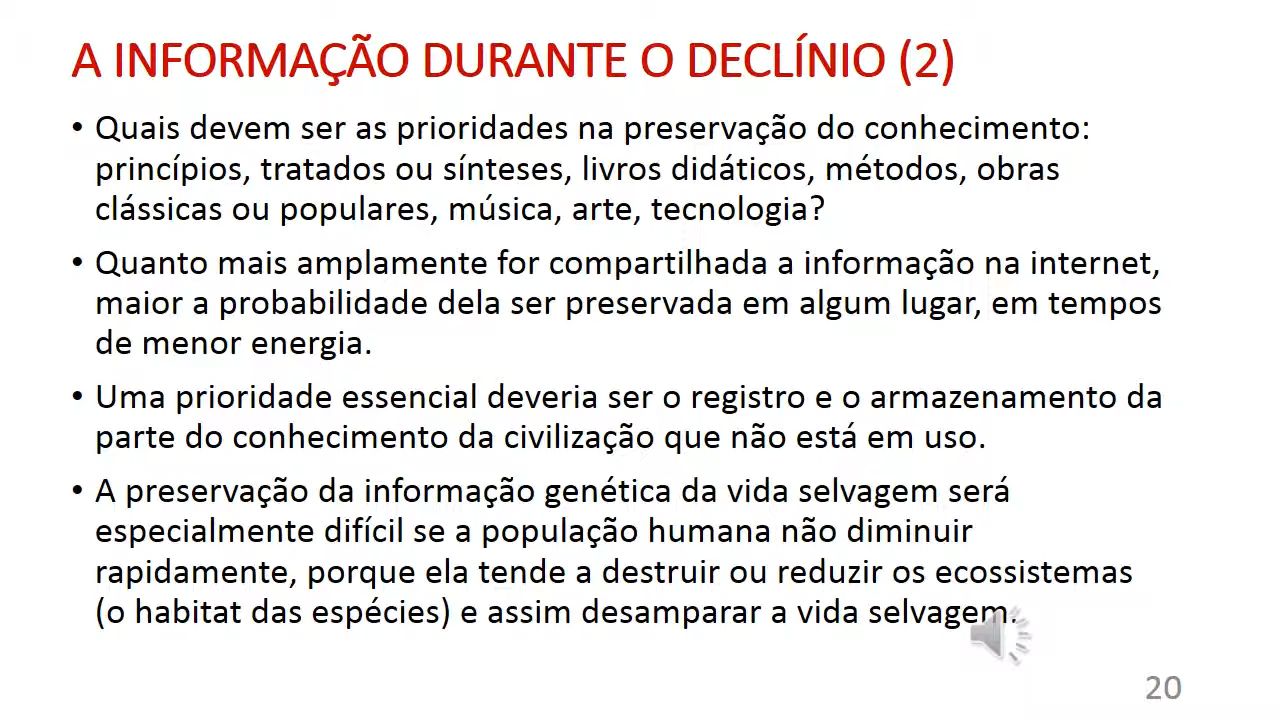 A INFORMAÇÃO DURANTE O DECLÍNIO (2)
• Quais devem ser as prioridades na preservação do conhecimento:
princípios, tratados ou sínteses, livros didáticos, métodos, obras
clássicas ou populares, música, arte, tecnologia?
• Quanto mais amplamente for compartilhada a informação na internet,
maior a probabilidade dela ser preservada em algum lugar, em tempos
de menor energia.
• Uma prioridade essencial deveria ser o registro e o armazenamento da
parte do conhecimento da civilização que não está em uso.
• A preservação da informação genética da vida selvagem será
especialmente difícil se a população humana não diminuir
rapidamente, porque ela tende a destruir ou reduzir os ecossistemas
(o habitat das espécies) e assim desamparar a vida selvagem.
20